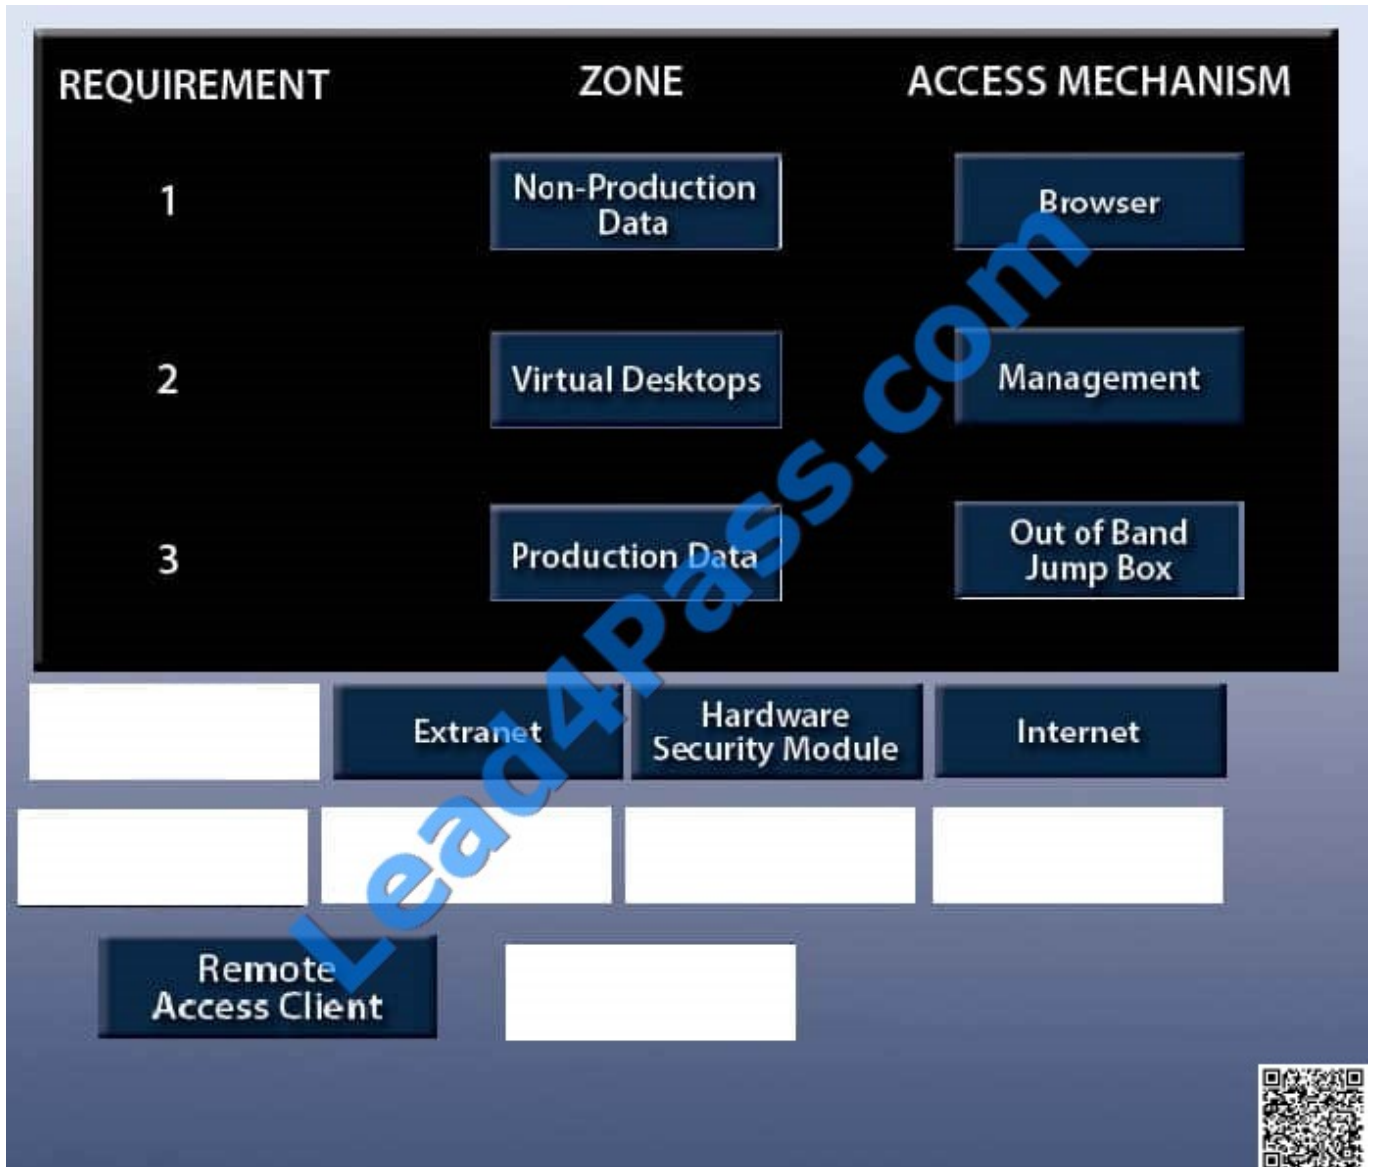 REQUIREMENT ZONE ACCESS MECHANISM
1 Non-Production Data Browser
2 Virtual Desktops Management
3 Production Data Out of Band Jump Box
Extranet Hardware Security Module Internet
Remote Access Client
Lead4Pass.com